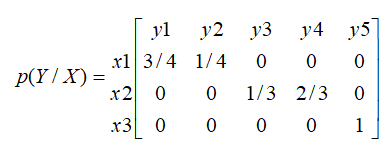 y1 y2 y3 y4 y5
x1 3/4 1/4 0 0 0
p(Y/X)=
x2 0 0 1/3 2/3 0
x3 0 0 0 0 1